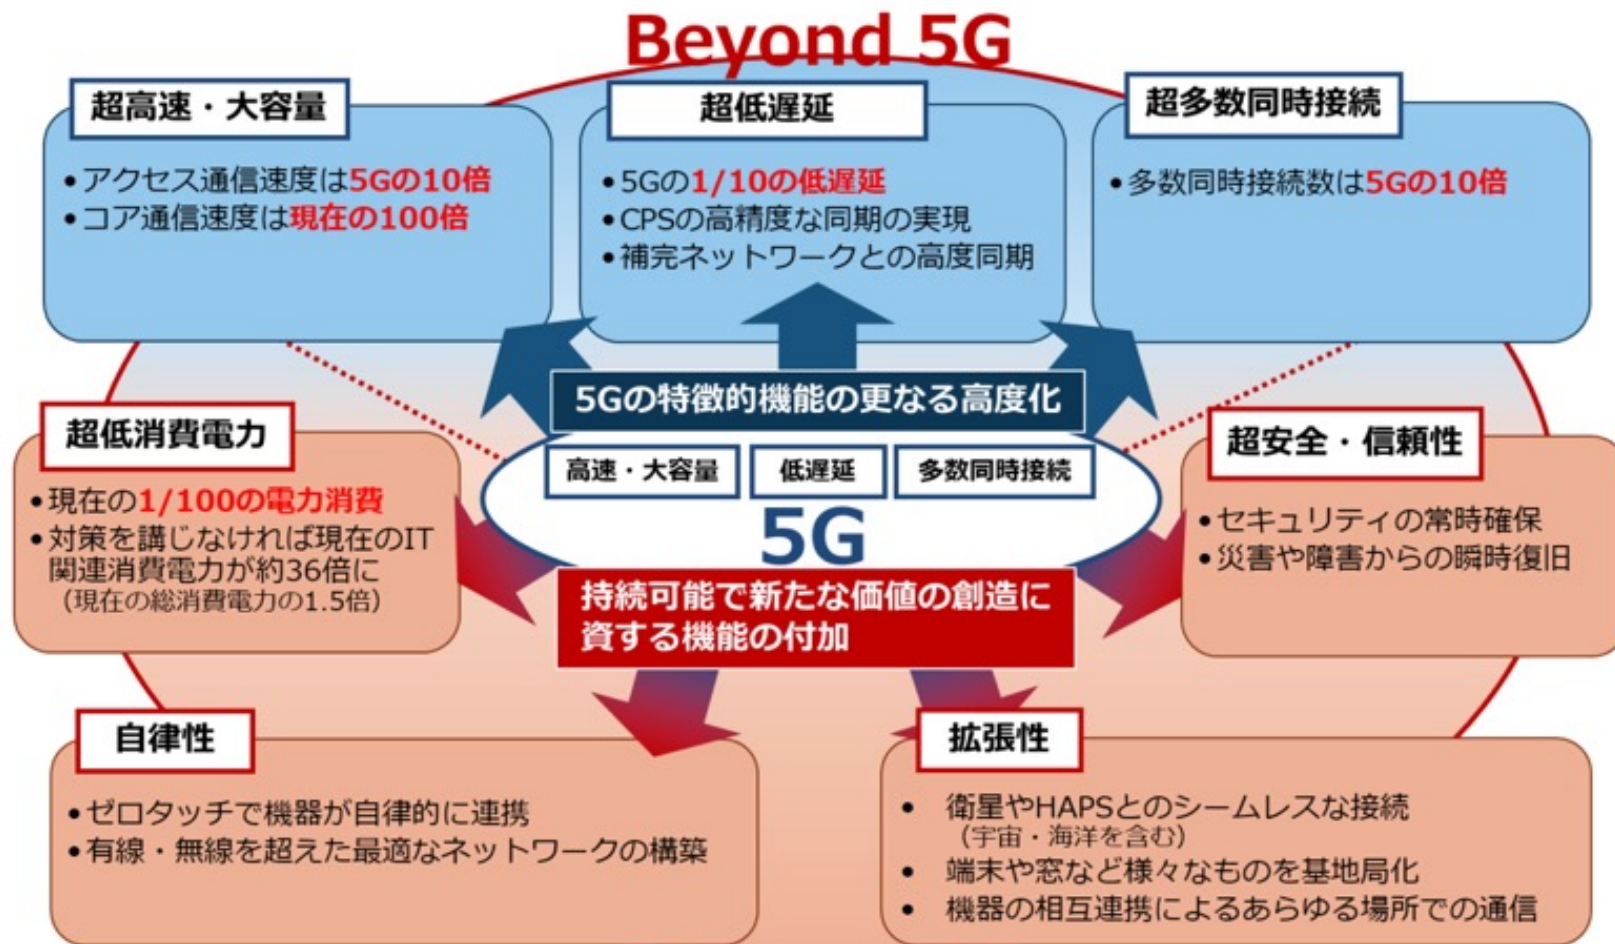 Beyond 5G
超高速・大容量
• アクセス通信速度は5Gの10倍
• コア通信速度は現在の100倍
超低遅延
• 5Gの1/10の低遅延
• CPSの高精度な同期の実現
• 補完ネットワークとの高度同期
超多数同時接続
• 多数同時接続数は5Gの10倍
5Gの特徴的機能の更なる高度化
高速・大容量
低遅延
多数同時接続
5G
持続可能で新たな価値の創造に
資する機能の付加
超低消費電力
• 現在の1/100の電力消費
• 対策を講じなければ現在のIT
関連消費電力が約36倍に
（現在の総消費電力の1.5倍）
超安全・信頼性
• セキュリティの常時確保
• 災害や障害からの瞬時復旧
自律性
• ゼロタッチで機器が自律的に連携
• 有線・無線を超えた最適なネットワークの構築
拡張性
• 衛星やHAPSとのシームレスな接続
（宇宙・海洋を含む）
• 端末や窓など様々なものを基地局化
• 機器の相互連携によるあらゆる場所での通信